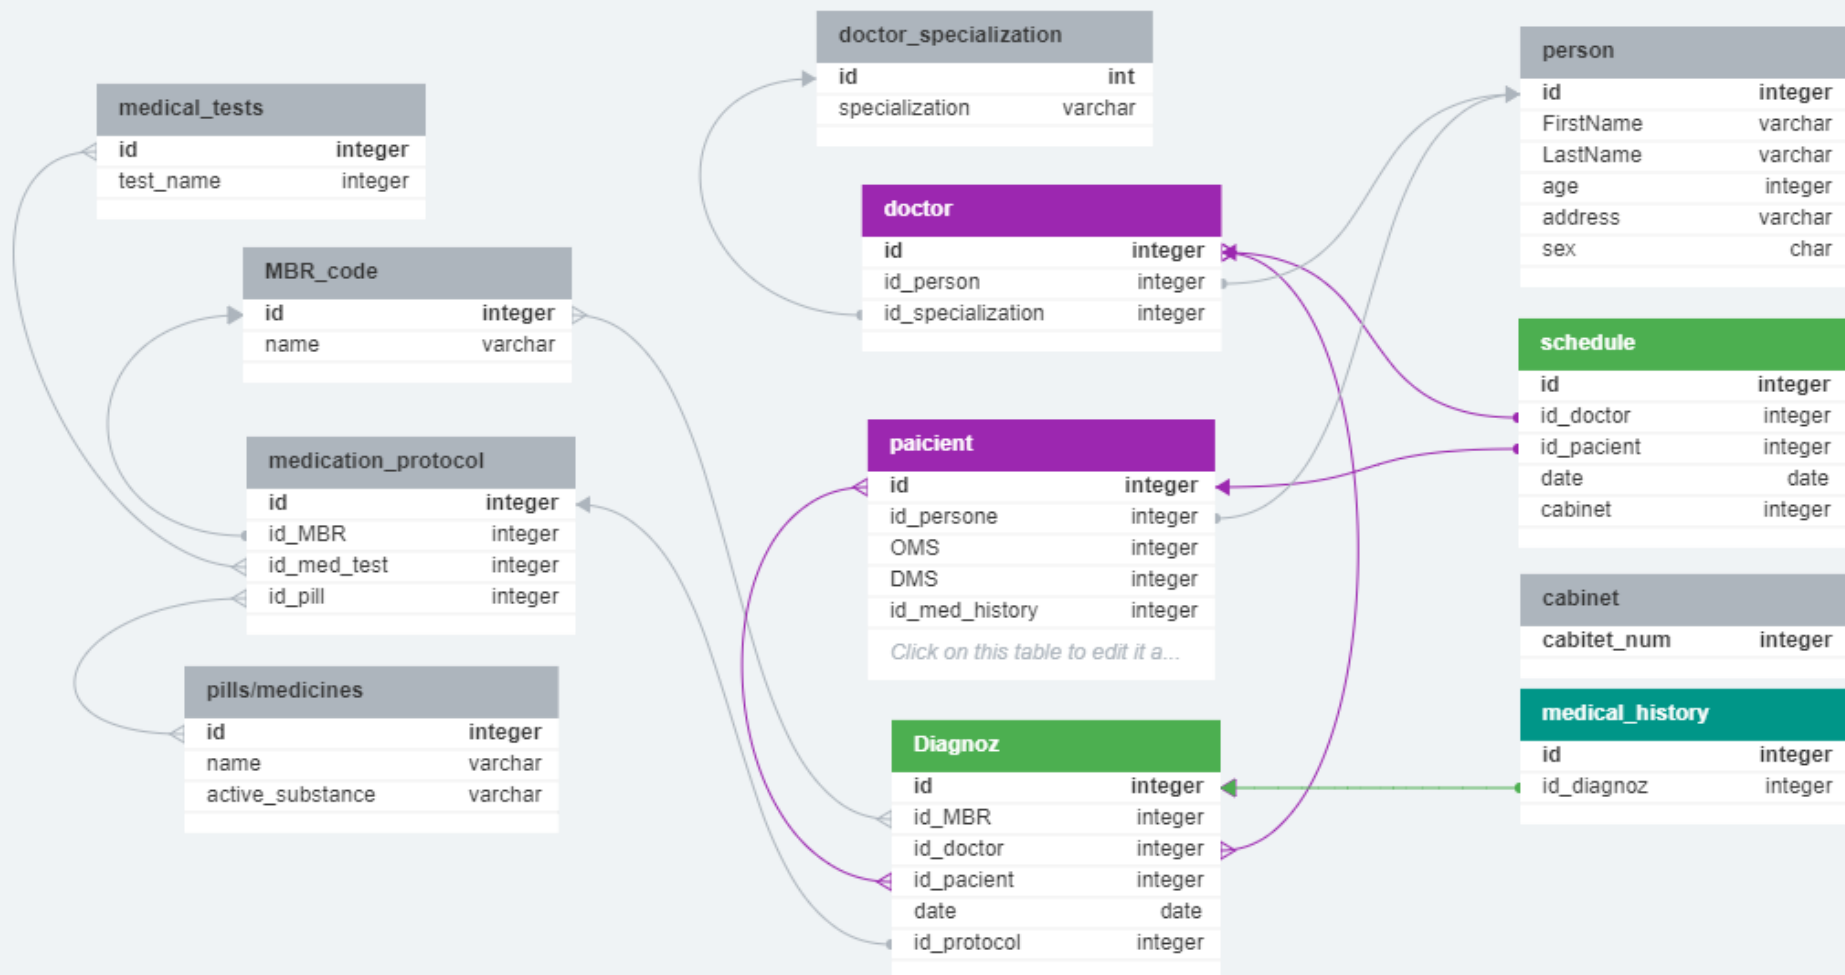 doctor_specialization
id int
specialization varchar
person
id integer
FirstName varchar
LastName varchar
age integer
address varchar
sex char
medical_tests
id integer
test_name integer
doctor
id integer
id_person integer
id_specialization integer
MBR_code
id integer
name varchar
schedule
id integer
id_doctor integer
id_pacient integer
date date
cabinet integer
medication_protocol
id integer
id_MBR integer
id_med_test integer
id_pill integer
paicient
id integer
id_persone integer
OMS integer
DMS integer
id_med_history integer
Click on this table to edit it a...
cabinet
cabitet_num integer
pills/medicines
id integer
name varchar
active_substance varchar
medical_history
id integer
id_diagnoz integer
Diagnoz
id integer
id_MBR integer
id_doctor integer
id_pacient integer
date date
id_protocol integer